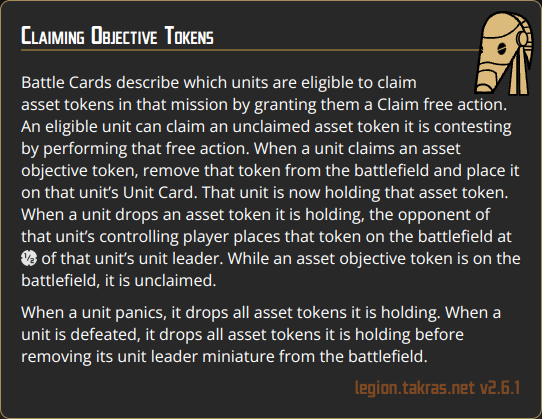 Claiming Objective Tokens
Battle Cards describe which units are eligible to claim
asset tokens in that mission by granting them a Claim free action.
An eligible unit can claim an unclaimed asset token it is contesting
by performing that free action. When a unit claims an asset
objective token, remove that token from the battlefield and place it
on that unit’s Unit Card. That unit is now holding that asset token.
When a unit drops an asset token it is holding, the opponent of
that unit’s controlling player places that token on the battlefield at
½ of that unit’s unit leader. While an asset objective token is on the
battlefield, it is unclaimed.
When a unit panics, it drops all asset tokens it is holding. When a
unit is defeated, it drops all asset tokens it is holding before
removing its unit leader miniature from the battlefield.
legion.takras.net v2.6.1